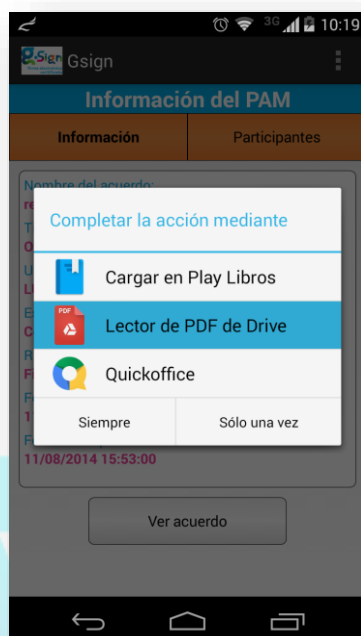 3G 10:19
gSign Gsign
Información del PAM
Información Participantes
Nombre del acuerdo:
Completar la acción mediante
Cargar en Play Libros
PDF
Lector de PDF de Drive
Quickoffice
Siempre Sólo una vez
11/08/2014 15:53:00
Ver acuerdo